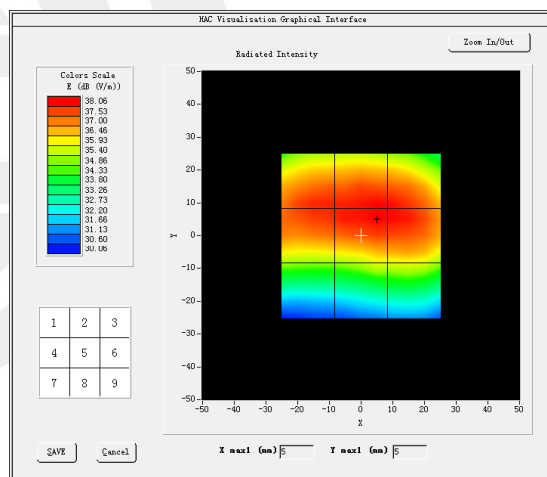 HAC Visualisation Graphical Interface
Zoom In/Out
Radiated Intensity
Colors Scale
E (dB (V/m))
38.06
37.53
37.00
36.46
35.93
35.40
34.86
34.33
33.80
33.26
32.73
32.20
31.66
31.13
30.60
30.06
50
40
30
20
10
0
-10
-20
-30
-40
-50
Y
-50 -40 -30 -20 -10 0 10 20 30 40 50
X
1 2 3
4 5 6
7 8 9
SAVE Cancel
X max1 (mm) 5 Y max1 (mm) 5